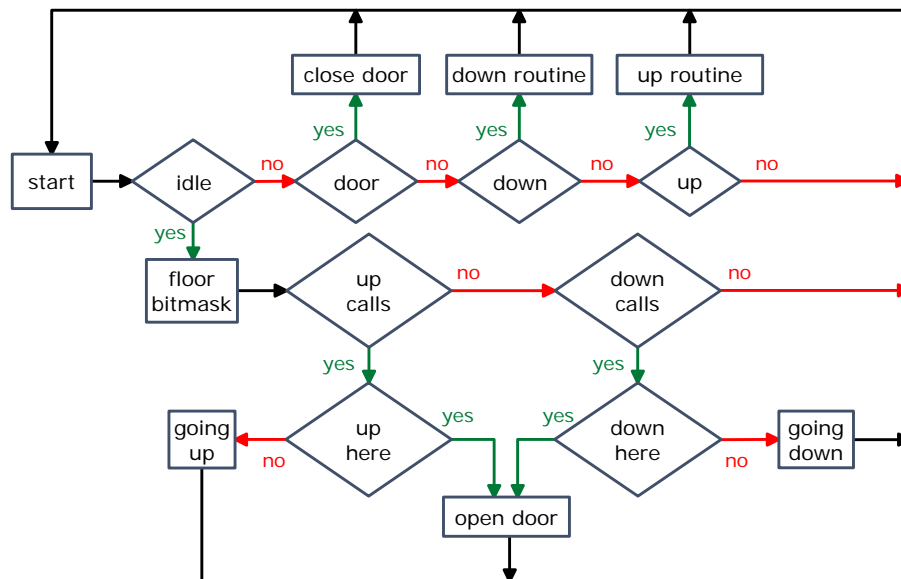 close door
down routine
up routine
yes
yes
yes
start
idle
no
door
no
down
no
up
no
yes
floor
bitmask
up
calls
no
down
calls
no
yes
yes
going
up
no
up
here
yes
yes
down
here
no
going
down
open door